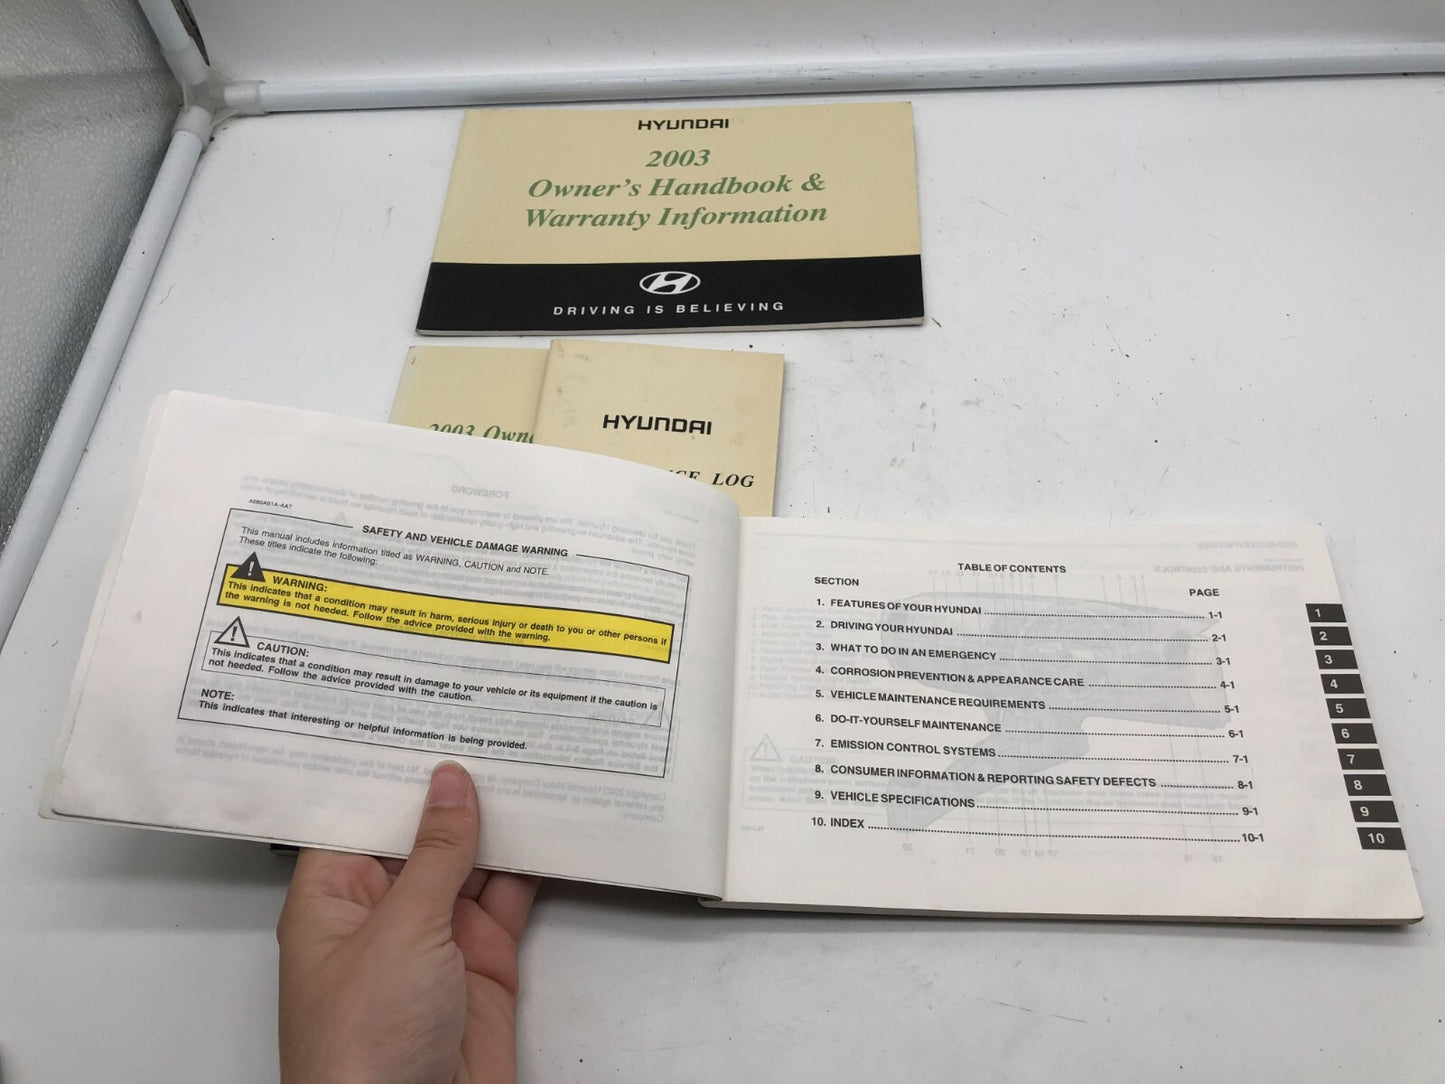 HYUNDAI
2003
Owner's Handbook &
Warranty Information
DRIVING IS BELIEVING
2003
HYUNDAI
LOG
A090A01A-AAT
SAFETY AND VEHICLE DAMAGE WARNING
This manual includes information titled as WARNING, CAUTION and NOTE.
These titles indicate the following:
WARNING:
This indicates that a condition may result in harm, serious injury or death to you or other persons if
the warning is not heeded. Follow the advice provided with the warning.
CAUTION:
This indicates that a condition may result in damage to your vehicle or its equipment if the caution is
not heeded. Follow the advice provided with the caution.
NOTE:
This indicates that interesting or helpful information is being provided.
TABLE OF CONTENTS
SECTION PAGE
1. FEATURES OF YOUR HYUNDAI 1-1
2. DRIVING YOUR HYUNDAI 2-1
3. WHAT TO DO IN AN EMERGENCY 3-1
4. CORROSION PREVENTION & APPEARANCE CARE 4-1
5. VEHICLE MAINTENANCE REQUIREMENTS 5-1
6. DO-IT-YOURSELF MAINTENANCE 6-1
7. EMISSION CONTROL SYSTEMS 7-1
8. CONSUMER INFORMATION & REPORTING SAFETY DEFECTS 8-1
9. VEHICLE SPECIFICATIONS 9-1
10. INDEX 10-1
1
2
3
4
5
6
7
8
9
10